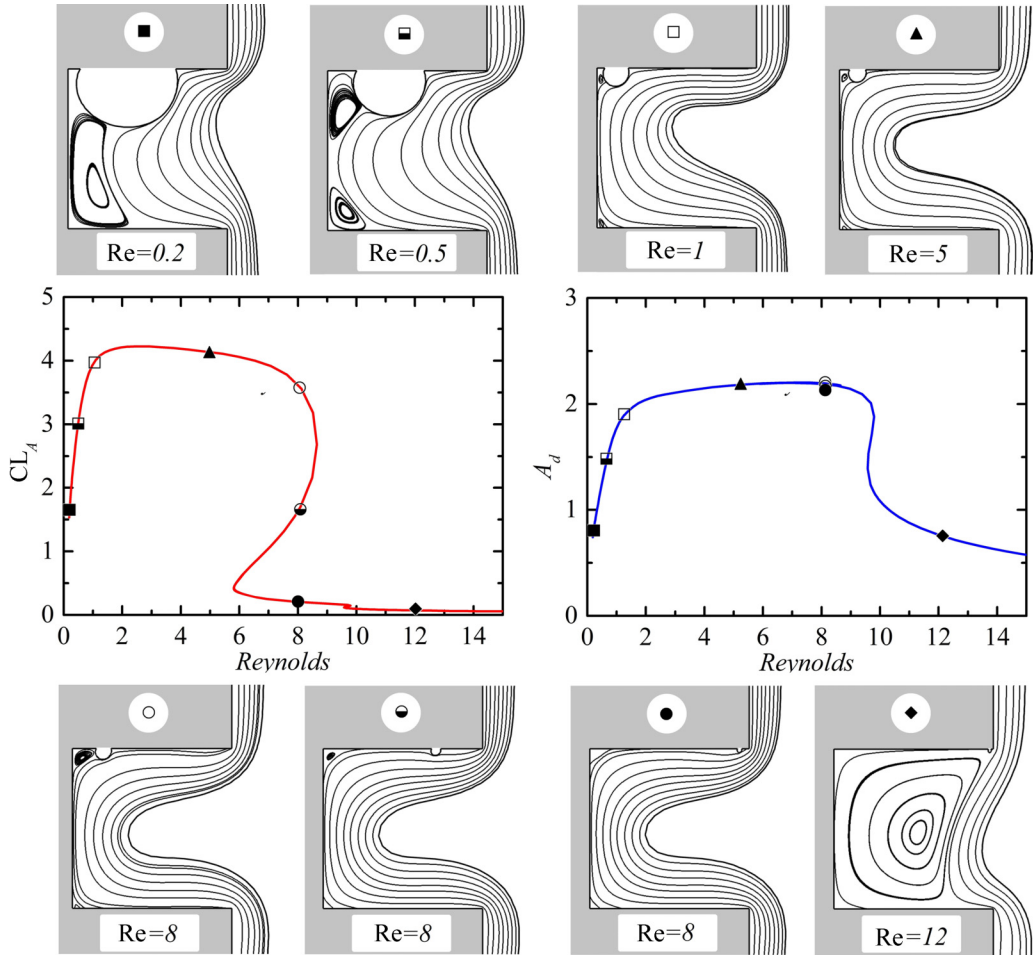 Re=0.2
Re=0.5
Re=1
Re=5
5
4
3
2
1
0
CL_A
0 2 4 6 8 10 12 14
Reynolds
3
2
1
0
A_d
0 2 4 6 8 10 12 14
Reynolds
Re=8
Re=8
Re=8
Re=12